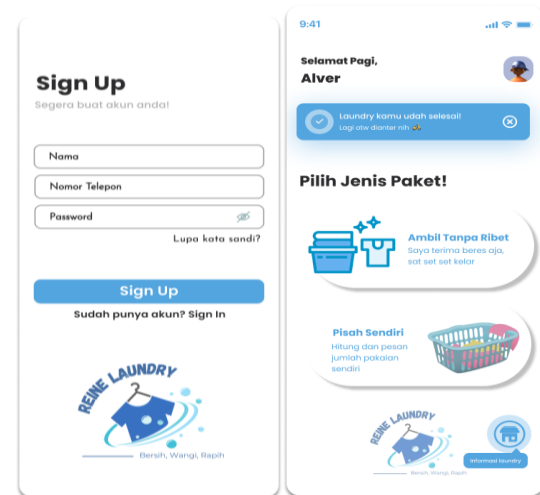 Sign Up
Segera buat akun anda!
Nama
Nomor Telepon
Password
Lupa kata sandi?
Sign Up
Sudah punya akun? Sign In
REINE LAUNDRY
Bersih, Wangi, Rapih
9:41
Selamat Pagi,
Alver
Laundry kamu udah selesai!
Lagi otw dianter nih
Pilih Jenis Paket!
Ambil Tanpa Ribet
Saya terima beres aja,
sat set set kelar
Pisah Sendiri
Hitung dan pesan
jumlah pakaian
sendiri
REINE LAUNDRY
Bersih, Wangi, Rapih
Informasi laundry